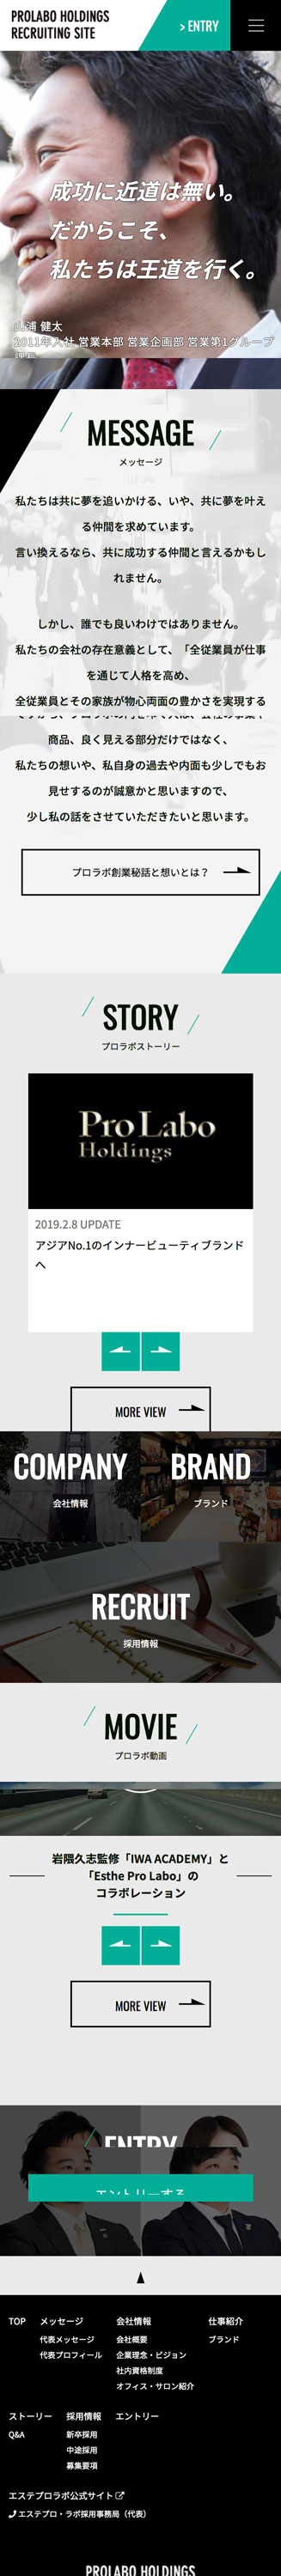 PROLABO HOLDINGS
RECRUITING SITE
> ENTRY
成功に近道は無い。
だからこそ、
私たちは王道を行く。
山浦 健太
2011年入社 営業本部 営業企画部 営業第1グループ
課長
MESSAGE
メッセージ
私たちは共に夢を追いかける、いや、共に夢を叶え
る仲間を求めています。
言い換えるなら、共に成功する仲間と言えるかもし
れません。
しかし、誰でも良いわけではありません。
私たちの会社の存在意義として、「全従業員が仕事
を通じて人格を高め、
全従業員とその家族が物心両面の豊かさを実現する
商品、良く見える部分だけではなく、
私たちの想いや、私自身の過去や内面も少しでもお
見せするのが誠意かと思いますので、
少し私の話をさせていただきたいと思います。
プロラボ創業秘話と想いとは？
STORY
プロラボストーリー
Pro Labo
Holdings
2019.2.8 UPDATE
アジアNo.1のインナービューティブランド
へ
MORE VIEW
COMPANY
会社情報
BRAND
ブランド
RECRUIT
採用情報
MOVIE
プロラボ動画
岩隈久志監修「IWA ACADEMY」と
「Esthe Pro Labo」の
コラボレーション
MORE VIEW
ENTRY
エントリーする
TOP
メッセージ
代表メッセージ
代表プロフィール
会社情報
会社概要
企業理念・ビジョン
社内資格制度
オフィス・サロン紹介
仕事紹介
ブランド
ストーリー
Q&A
採用情報
新卒採用
中途採用
募集要項
エントリー
エステプロラボ公式サイト
エステプロ・ラボ採用事務局（代表）
PROLABO HOLDINGS